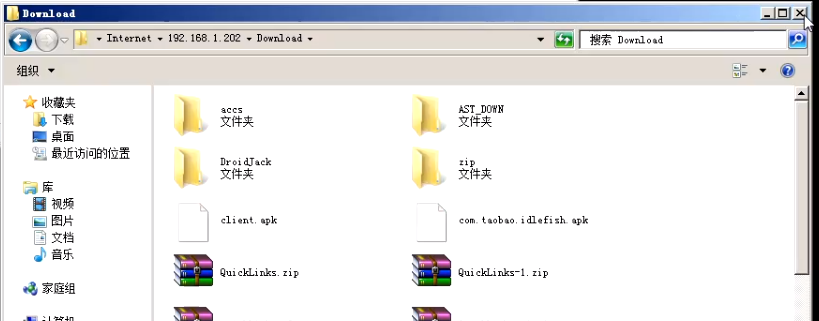 Download
Internet 192.168.1.202 Download
搜索 Download
组织
收藏夹
下载
桌面
最近访问的位置
库
视频
图片
文档
音乐
家庭组
计算机
accs
文件夹
AST_DOWN
文件夹
DroidJack
文件夹
zip
文件夹
client.apk
com.taobao.idlefish.apk
QuickLinks.zip
QuickLinks-1.zip